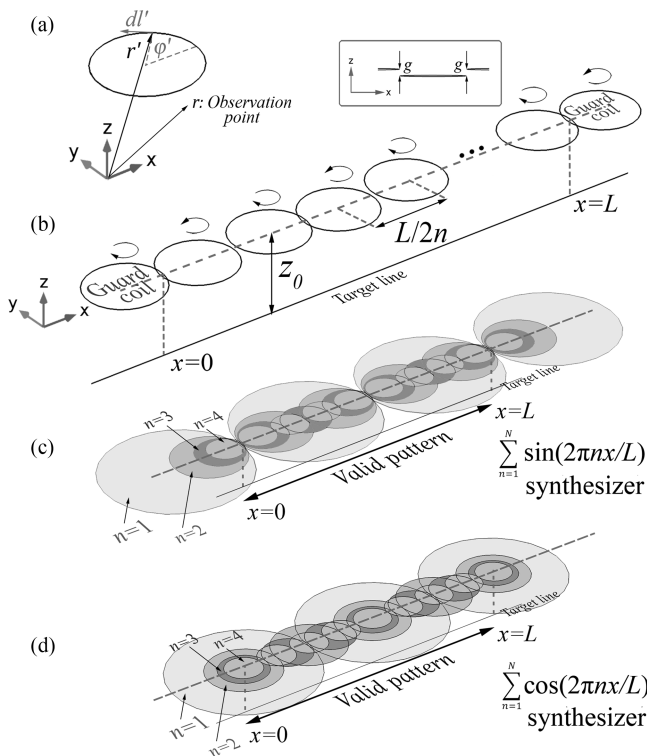 (a)
dl'
r'
φ'
r: Observation
point
z
y
x
z
x
g
g
Guard
coil
x=L
(b)
L/2n
z₀
Target line
Guard
coil
z
y
x
x=0
n=3
n=4
Target line
x=L
(c)
Valid pattern
N
∑ sin(2πnx/L)
n=1
synthesizer
n=1
n=2
x=0
(d)
n=3
n=4
Target line
x=L
Valid pattern
N
∑ cos(2πnx/L)
n=1
synthesizer
n=1
n=2
x=0